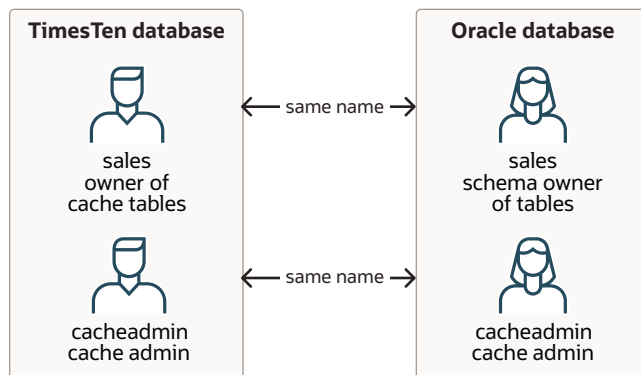 TimesTen database
sales
owner of
cache tables
cacheadmin
cache admin
same name
same name
Oracle database
sales
schema owner
of tables
cacheadmin
cache admin